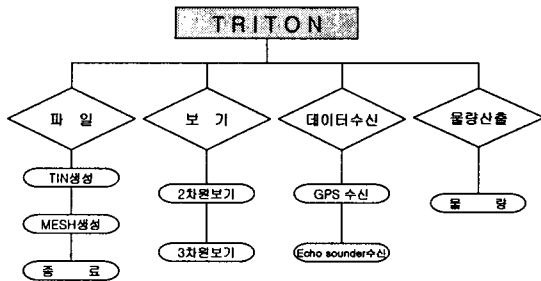 TRITON
파 일
보 기
데이터수신
물량산출
TIN생성
2차원보기
GPS 수신
물 량
MESH생성
3차원보기
Echo sounder수신
종 료